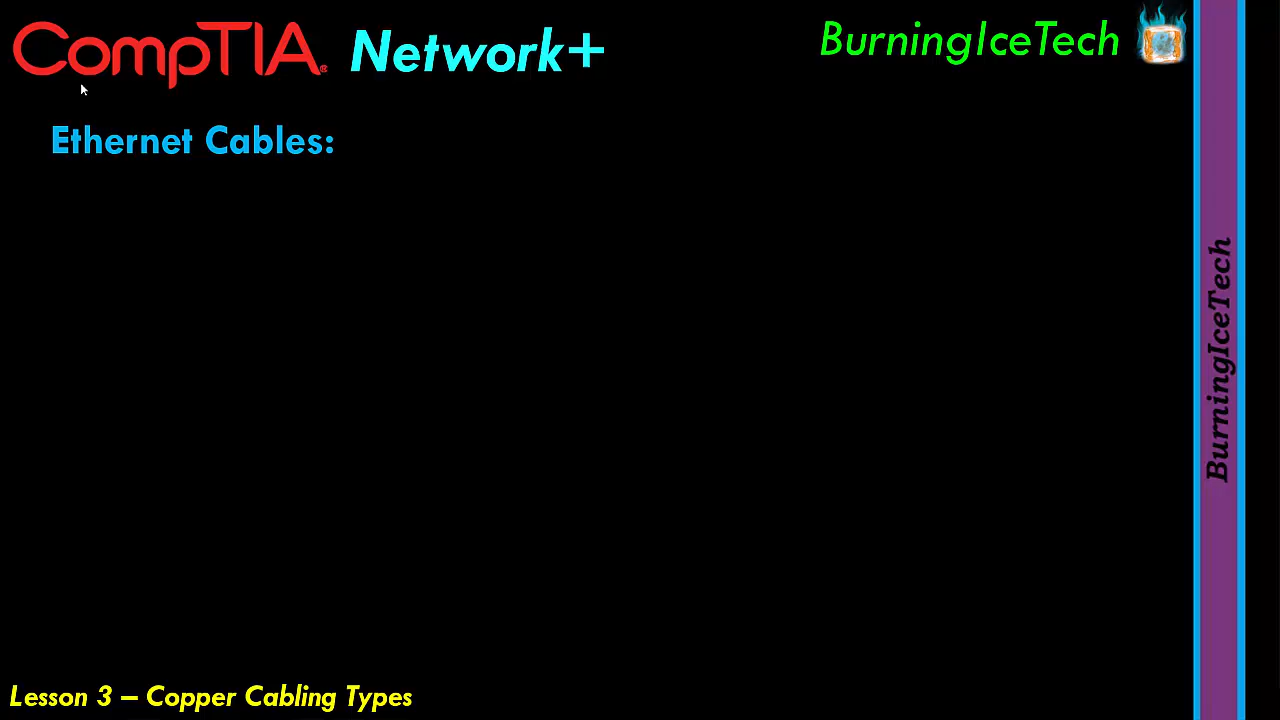 CompTIA® Network+
BurningIceTech
Ethernet Cables:
BurningIceTech
Lesson 3 – Copper Cabling Types